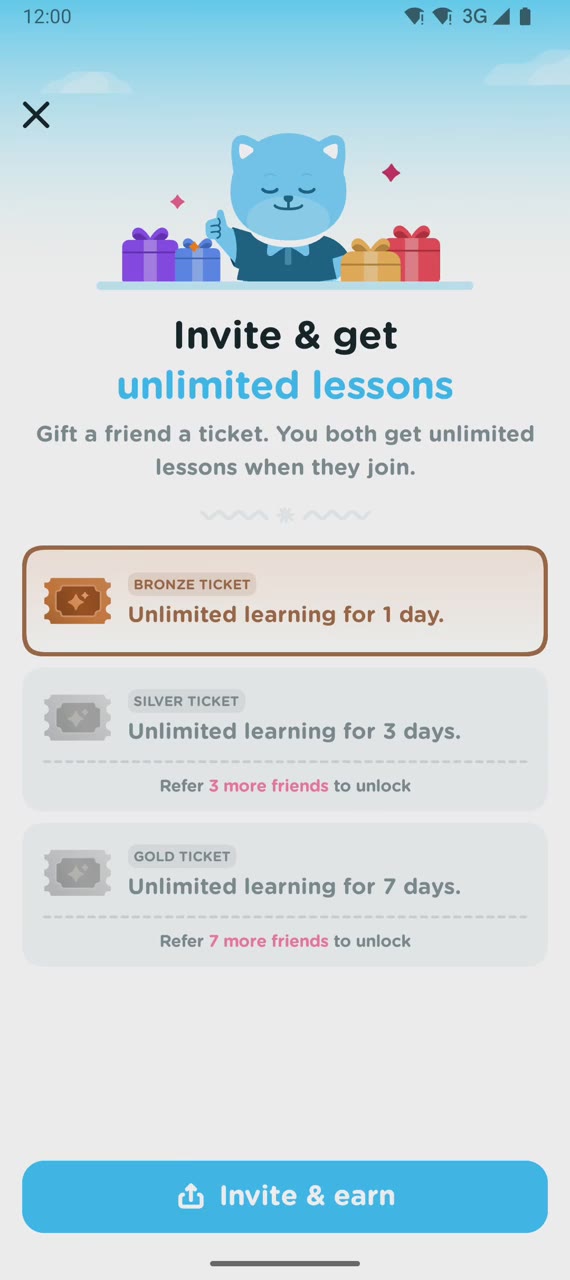 12:00
3G
Invite & get
unlimited lessons
Gift a friend a ticket. You both get unlimited
lessons when they join.
BRONZE TICKET
Unlimited learning for 1 day.
SILVER TICKET
Unlimited learning for 3 days.
Refer 3 more friends to unlock
GOLD TICKET
Unlimited learning for 7 days.
Refer 7 more friends to unlock
Invite & earn